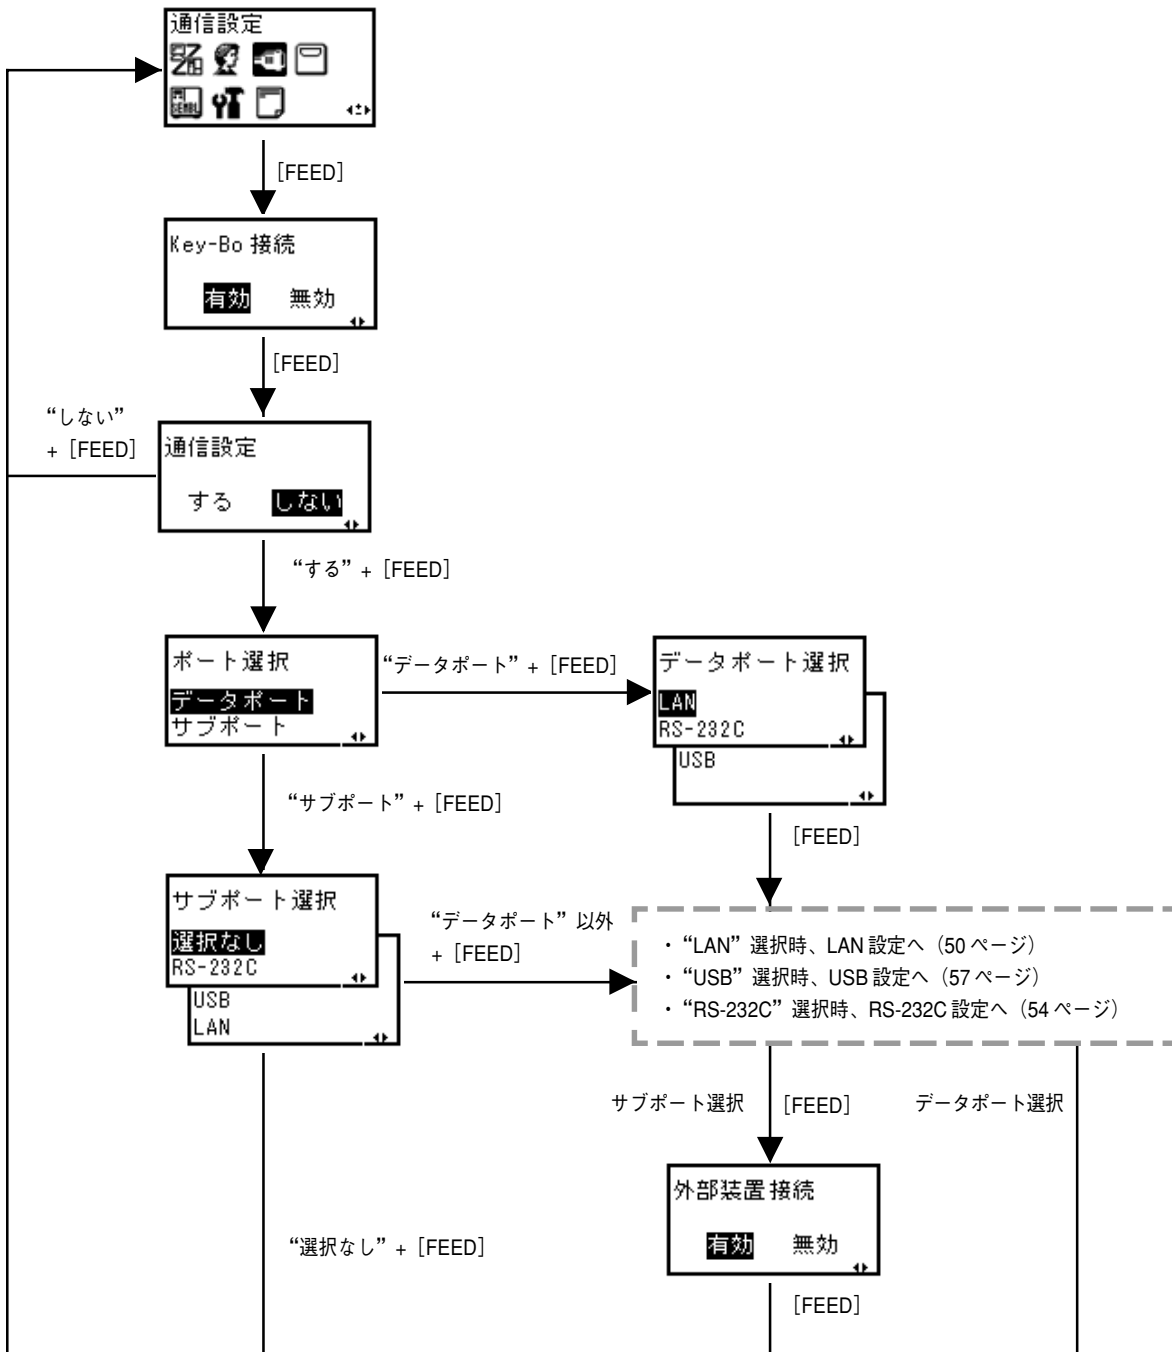 通信設定
SEMBL
[FEED]
Key-Bo 接続
有効 無効
[FEED]
“しない”
+［FEED］
通信設定
する しない
“する” +［FEED］
ポート選択
データポート
サブポート
“データポート” +［FEED］
データポート選択
LAN
RS-232C
USB
“サブポート” +［FEED］
［FEED］
サブポート選択
選択なし
RS-232C
USB
LAN
“データポート” 以外
+［FEED］
・“LAN” 選択時、LAN 設定へ（50 ページ）
・“USB” 選択時、USB 設定へ（57 ページ）
・“RS-232C” 選択時、RS-232C 設定へ（54 ページ）
サブポート選択
［FEED］
データポート選択
外部装置接続
有効 無効
“選択なし” +［FEED］
［FEED］